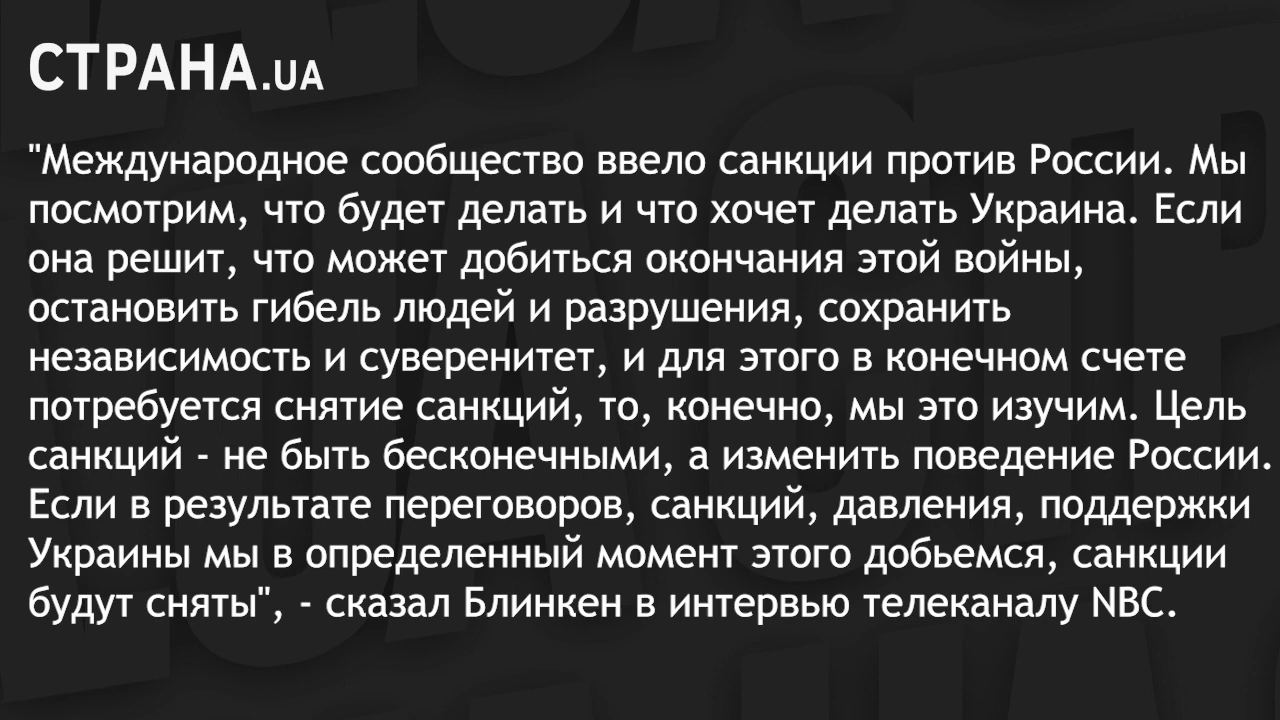 СТРАНА.UA
"Международное сообщество ввело санкции против России. Мы
посмотрим, что будет делать и что хочет делать Украина. Если
она решит, что может добиться окончания этой войны,
остановить гибель людей и разрушения, сохранить
независимость и суверенитет, и для этого в конечном счете
потребуется снятие санкций, то, конечно, мы это изучим. Цель
санкций - не быть бесконечными, а изменить поведение России.
Если в результате переговоров, санкций, давления, поддержки
Украины мы в определенный момент этого добьемся, санкции
будут сняты", - сказал Блинкен в интервью телеканалу NBC.